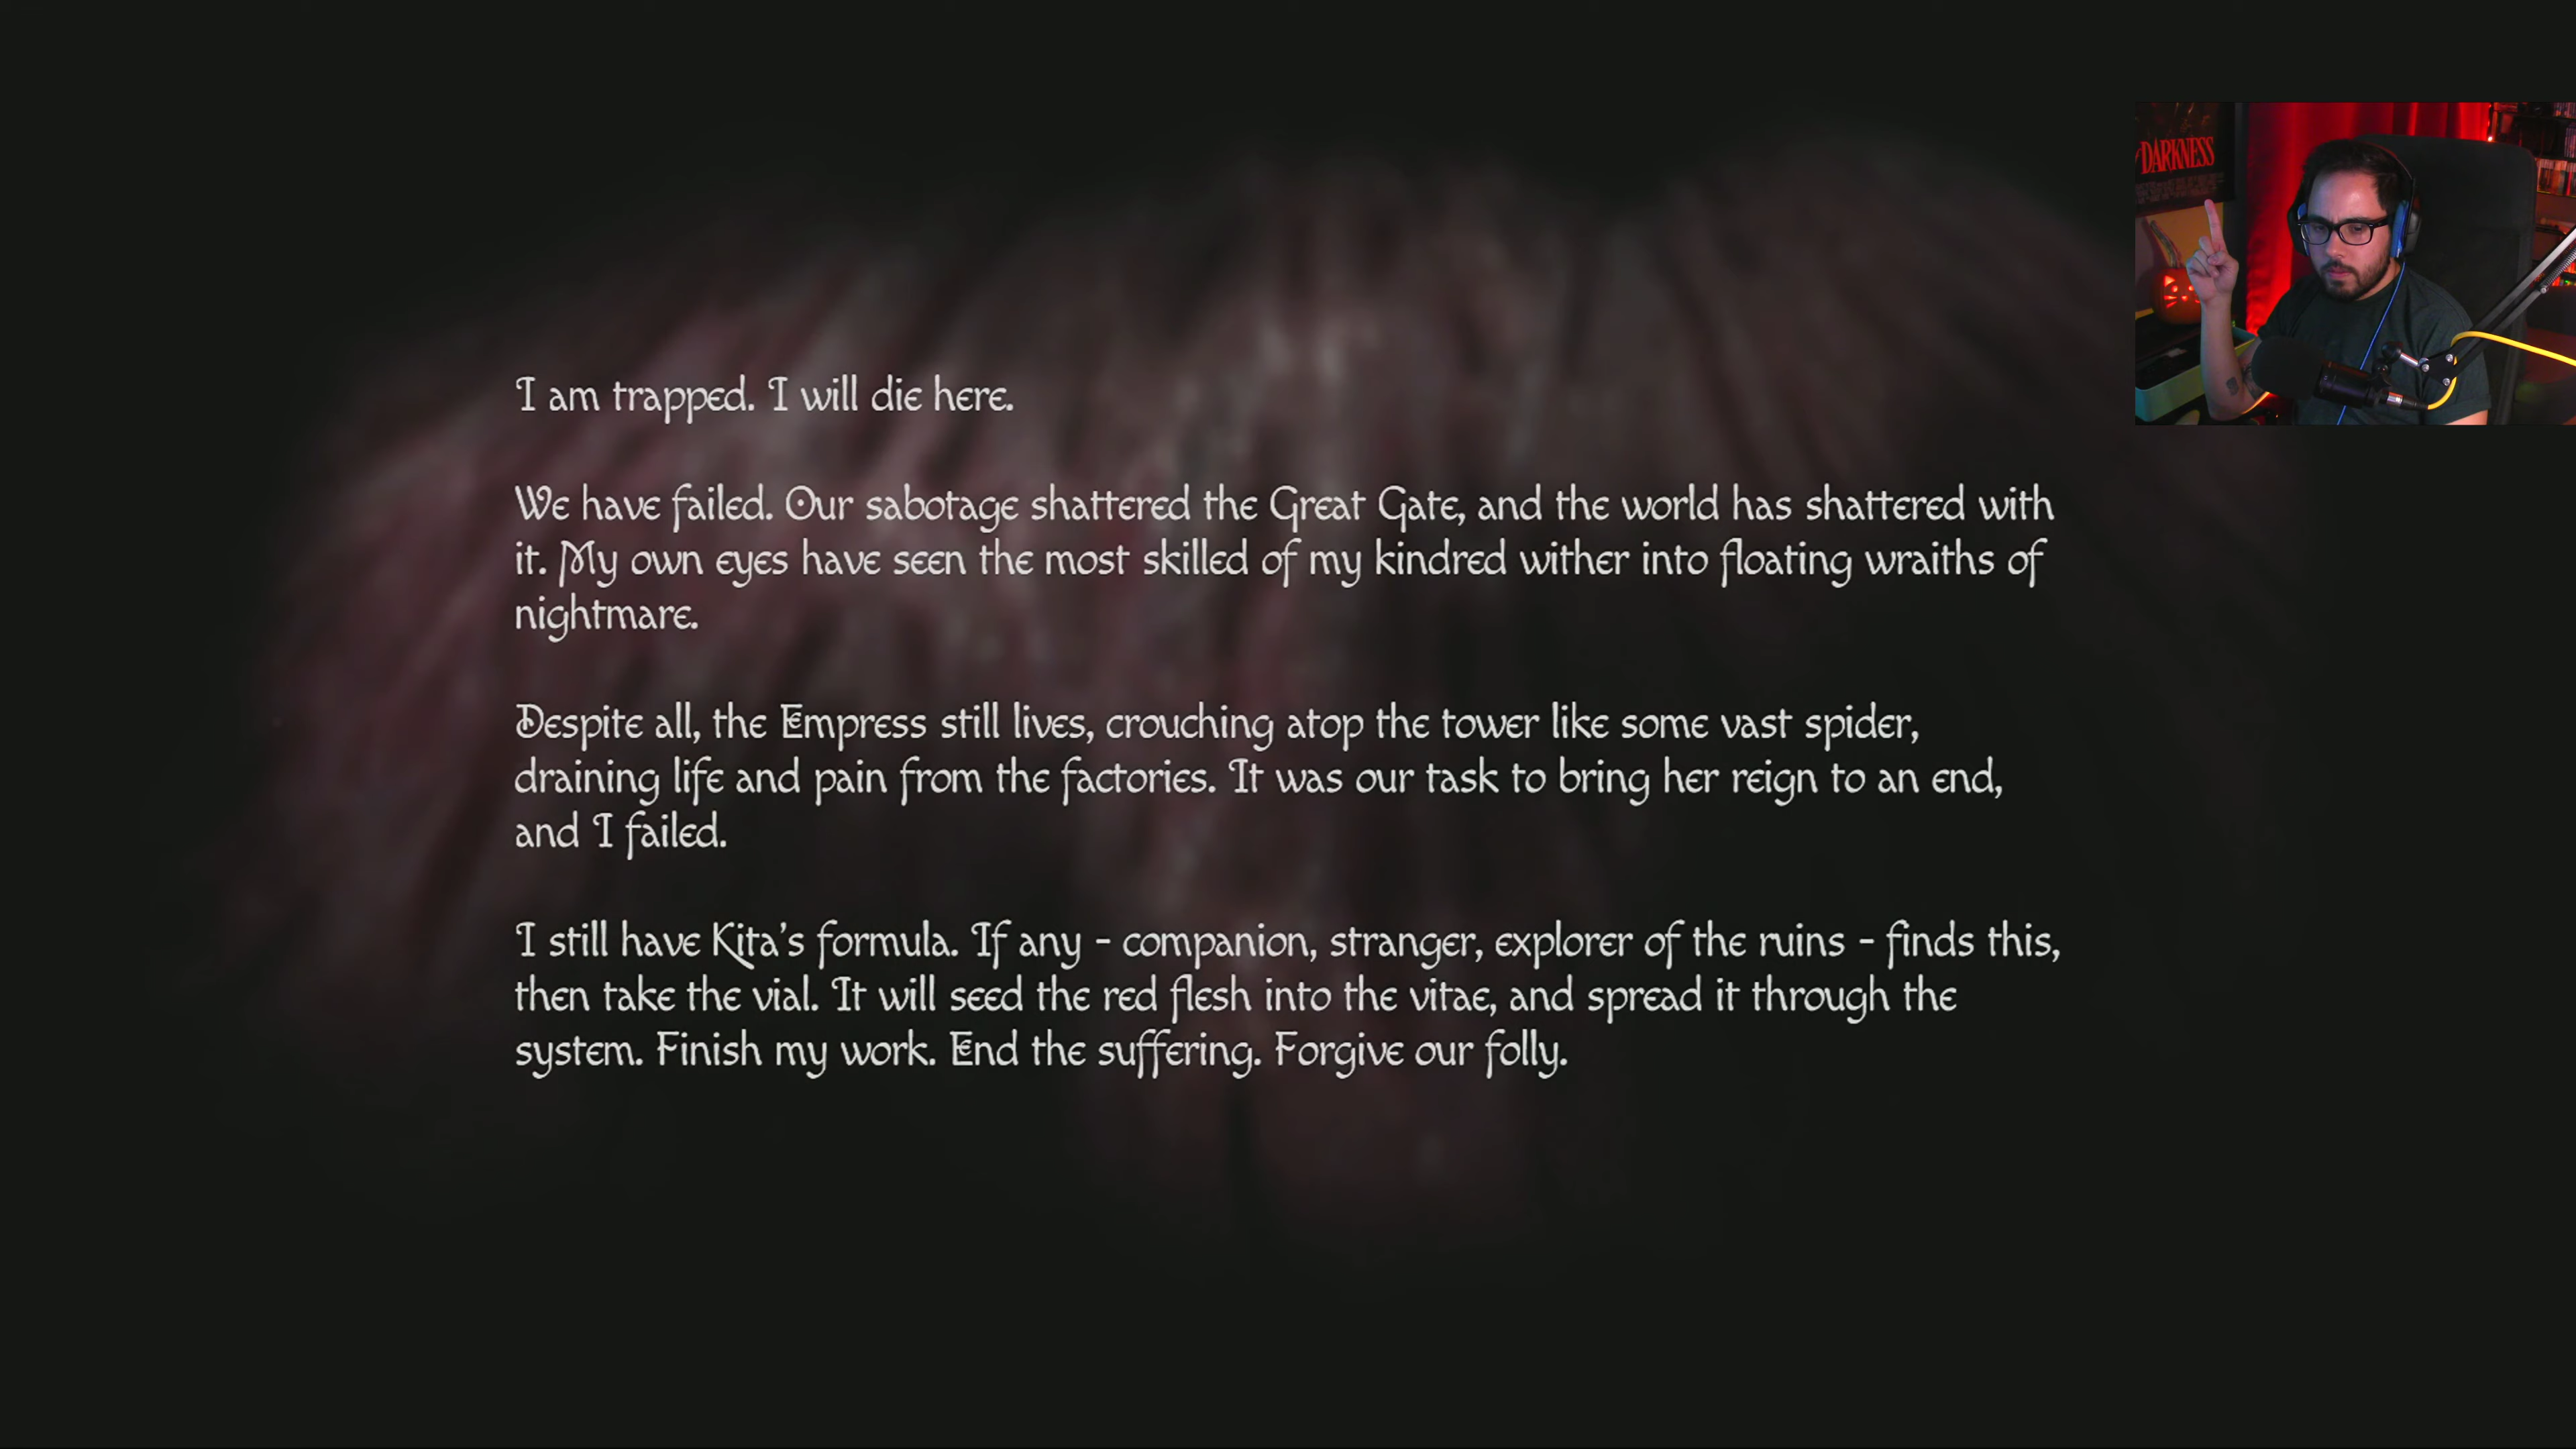 DARKNESS
I am trapped. I will die here.
We have failed. Our sabotage shattered the Great Gate, and the world has shattered with
it. My own eyes have seen the most skilled of my kindred wither into floating wraiths of
nightmare.
Despite all, the Empress still lives, crouching atop the tower like some vast spider,
draining life and pain from the factories. It was our task to bring her reign to an end,
and I failed.
I still have Kita's formula. If any - companion, stranger, explorer of the ruins - finds this,
then take the vial. It will seed the red flesh into the vitae, and spread it through the
system. Finish my work. End the suffering. Forgive our folly.